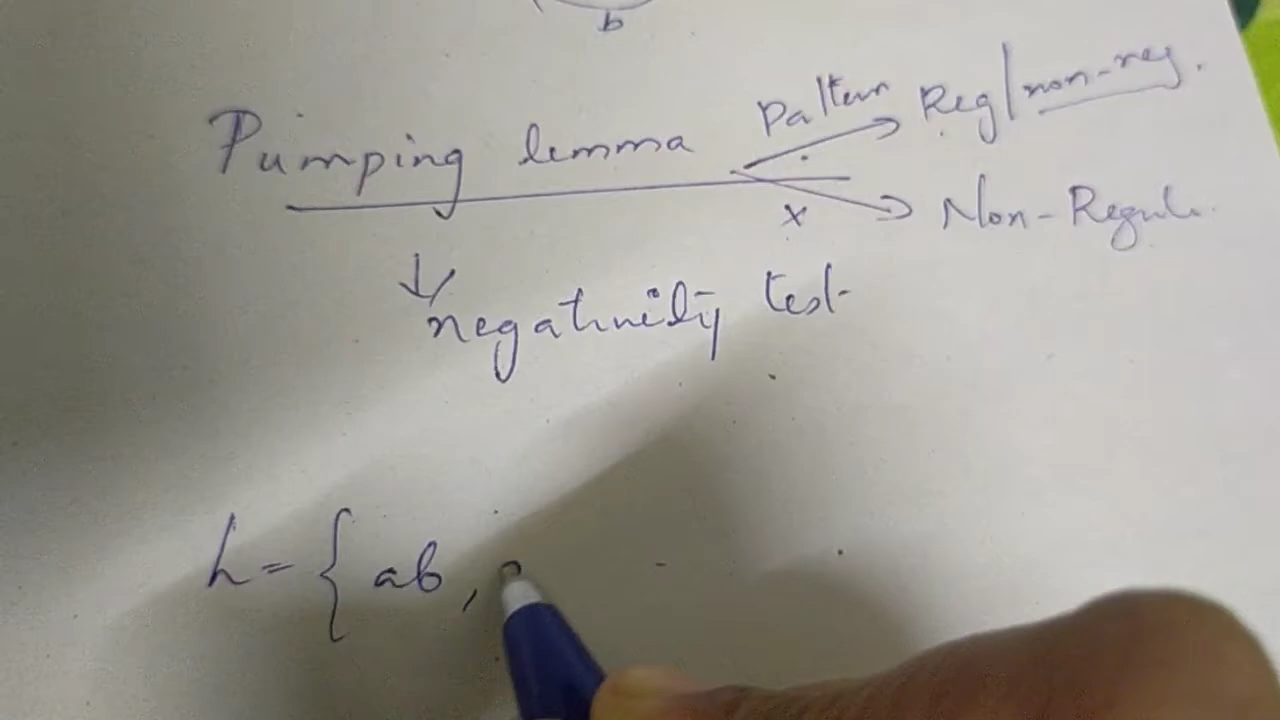 b
Pumping lemma
Pattern Reg/non-reg.
x Non-Regul.
↓
negativity test
L = { ab ,